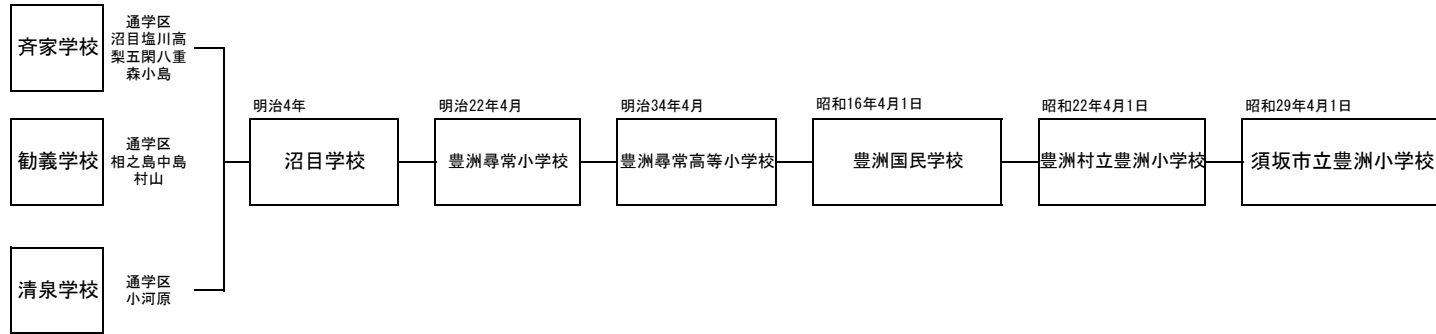 斉家学校
通学区
沼目塩川高
梨五閑八重
森小島
勧義学校
通学区
相之島中島
村山
清泉学校
通学区
小河原
明治4年
沼目学校
明治22年4月
豊洲尋常小学校
明治34年4月
豊洲尋常高等小学校
昭和16年4月1日
豊洲国民学校
昭和22年4月1日
豊洲村立豊洲小学校
昭和29年4月1日
須坂市立豊洲小学校